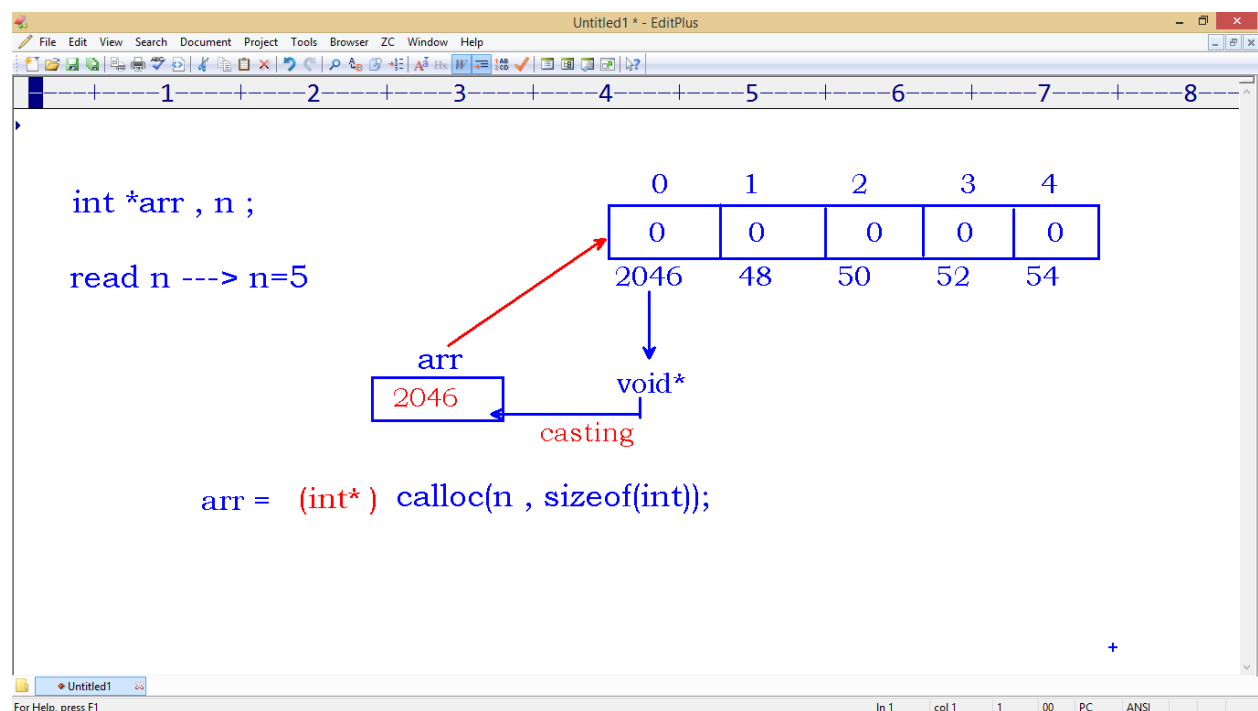 Untitled1 * - EditPlus
File Edit View Search Document Project Tools Browser ZC Window Help
----+----1----+----2----+----3----+----4----+----5----+----6----+----7----+----8---
0 1 2 3 4
int *arr , n ;
0 0 0 0 0
read n ---> n=5
2046 48 50 52 54
arr
void*
2046
casting
arr = (int* ) calloc(n , sizeof(int));
Untitled1
For Help, press F1 ln 1 col 1 1 00 PC ANSI